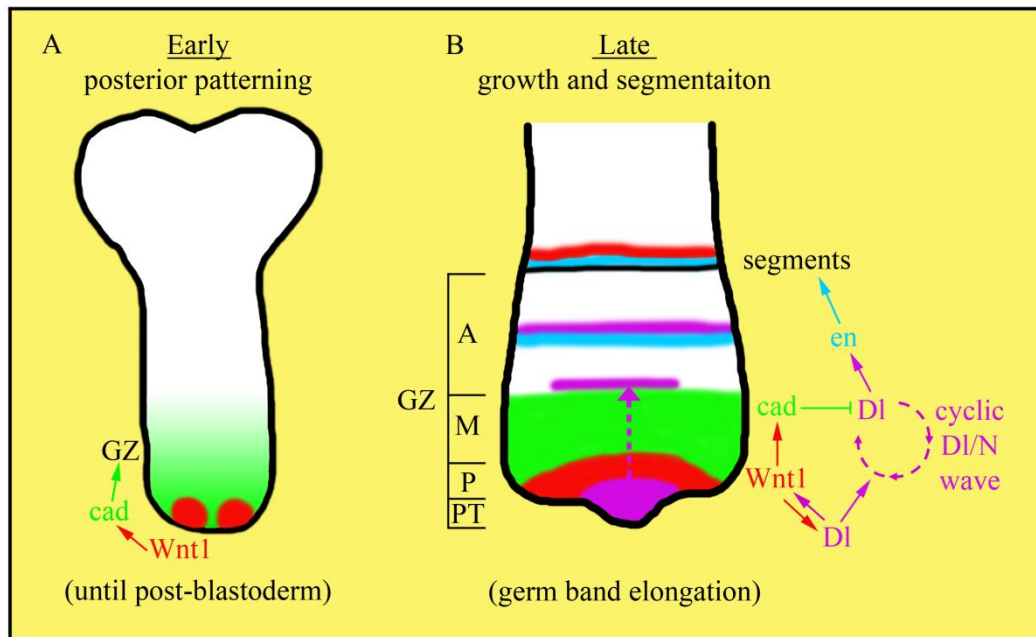 A
Early
posterior patterning
GZ
cad
Wnt1
(until post-blastoderm)
B
Late
growth and segmentaiton
GZ
A
M
P
PT
segments
en
cad
Dl
cyclic
Dl/N
wave
Wnt1
Dl
(germ band elongation)